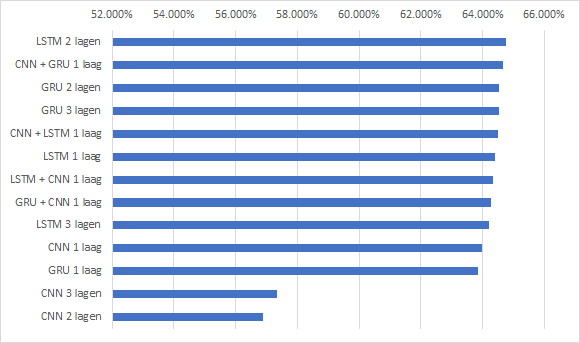 52.000% 54.000% 56.000% 58.000% 60.000% 62.000% 64.000% 66.000%
LSTM 2 lagen
CNN + GRU 1 laag
GRU 2 lagen
GRU 3 lagen
CNN + LSTM 1 laag
LSTM 1 laag
LSTM + CNN 1 laag
GRU + CNN 1 laag
LSTM 3 lagen
CNN 1 laag
GRU 1 laag
CNN 3 lagen
CNN 2 lagen